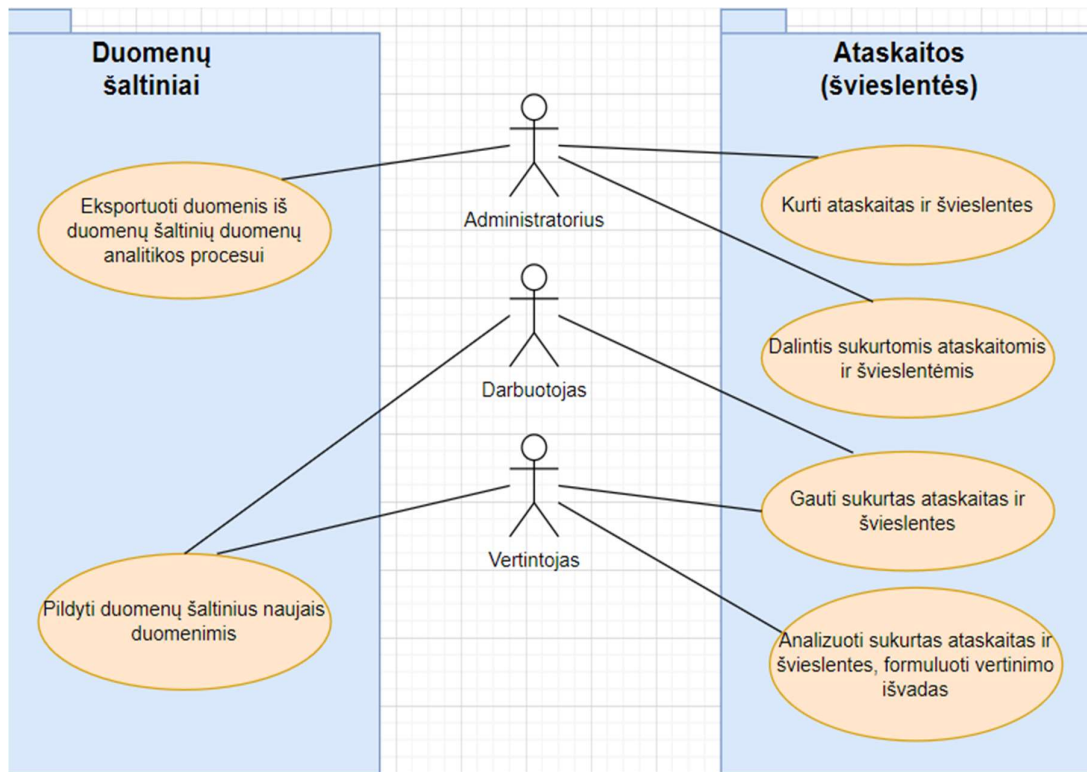 Duomenų
šaltiniai
Eksportuoti duomenis iš
duomenų šaltinių duomenų
analitikos procesui
Pildyti duomenų šaltinius naujais
duomenimis
Administratorius
Darbuotojas
Vertintojas
Ataskaitos
(švieslentės)
Kurti ataskaitas ir švieslentes
Dalintis sukurtomis ataskaitomis
ir švieslentėmis
Gauti sukurtas ataskaitas ir
švieslentes
Analizuoti sukurtas ataskaitas ir
švieslentes, formuluoti vertinimo
išvadas